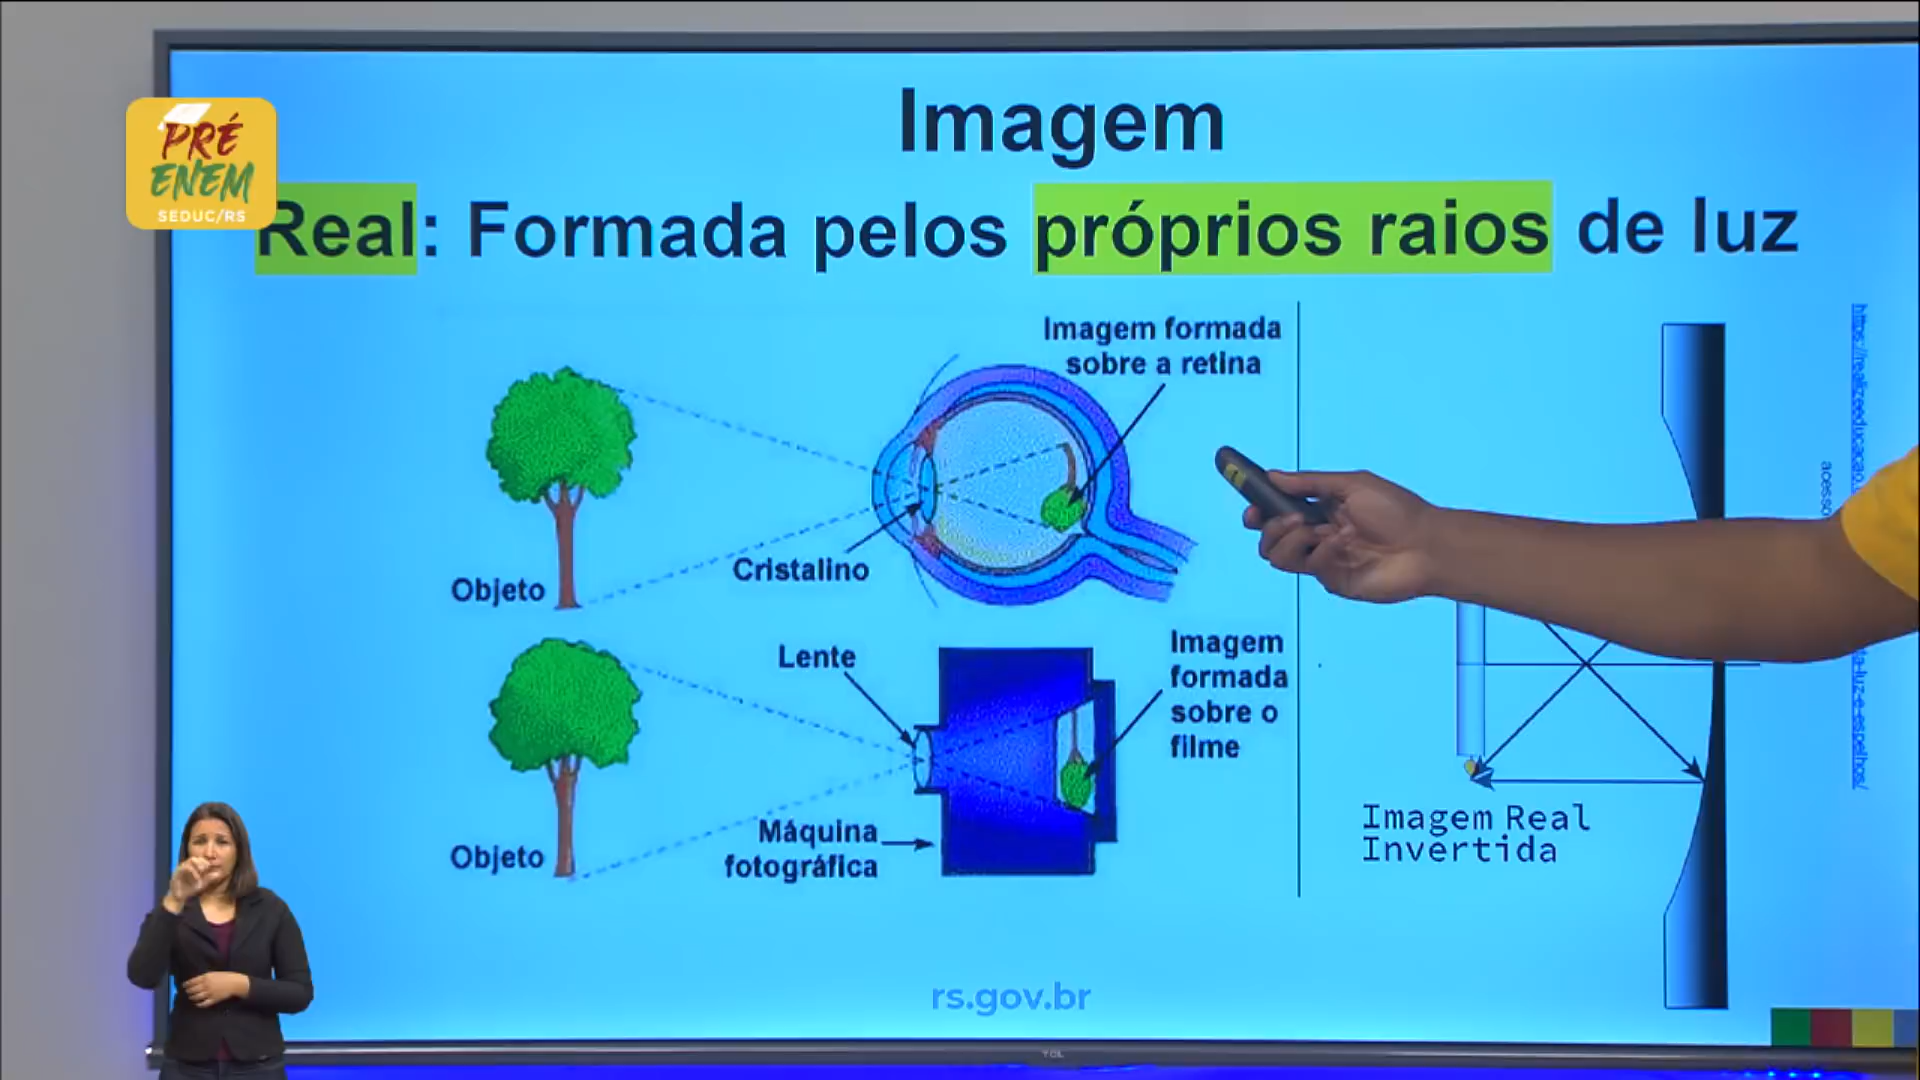 PRÉ
ENEM
SEDUC/RS
Imagem
Real: Formada pelos próprios raios de luz
Imagem formada
sobre a retina
Cristalino
Objeto
Lente
Imagem
formada
sobre o
filme
Máquina
fotográfica
Objeto
Imagem Real
Invertida
rs.gov.br
TCL